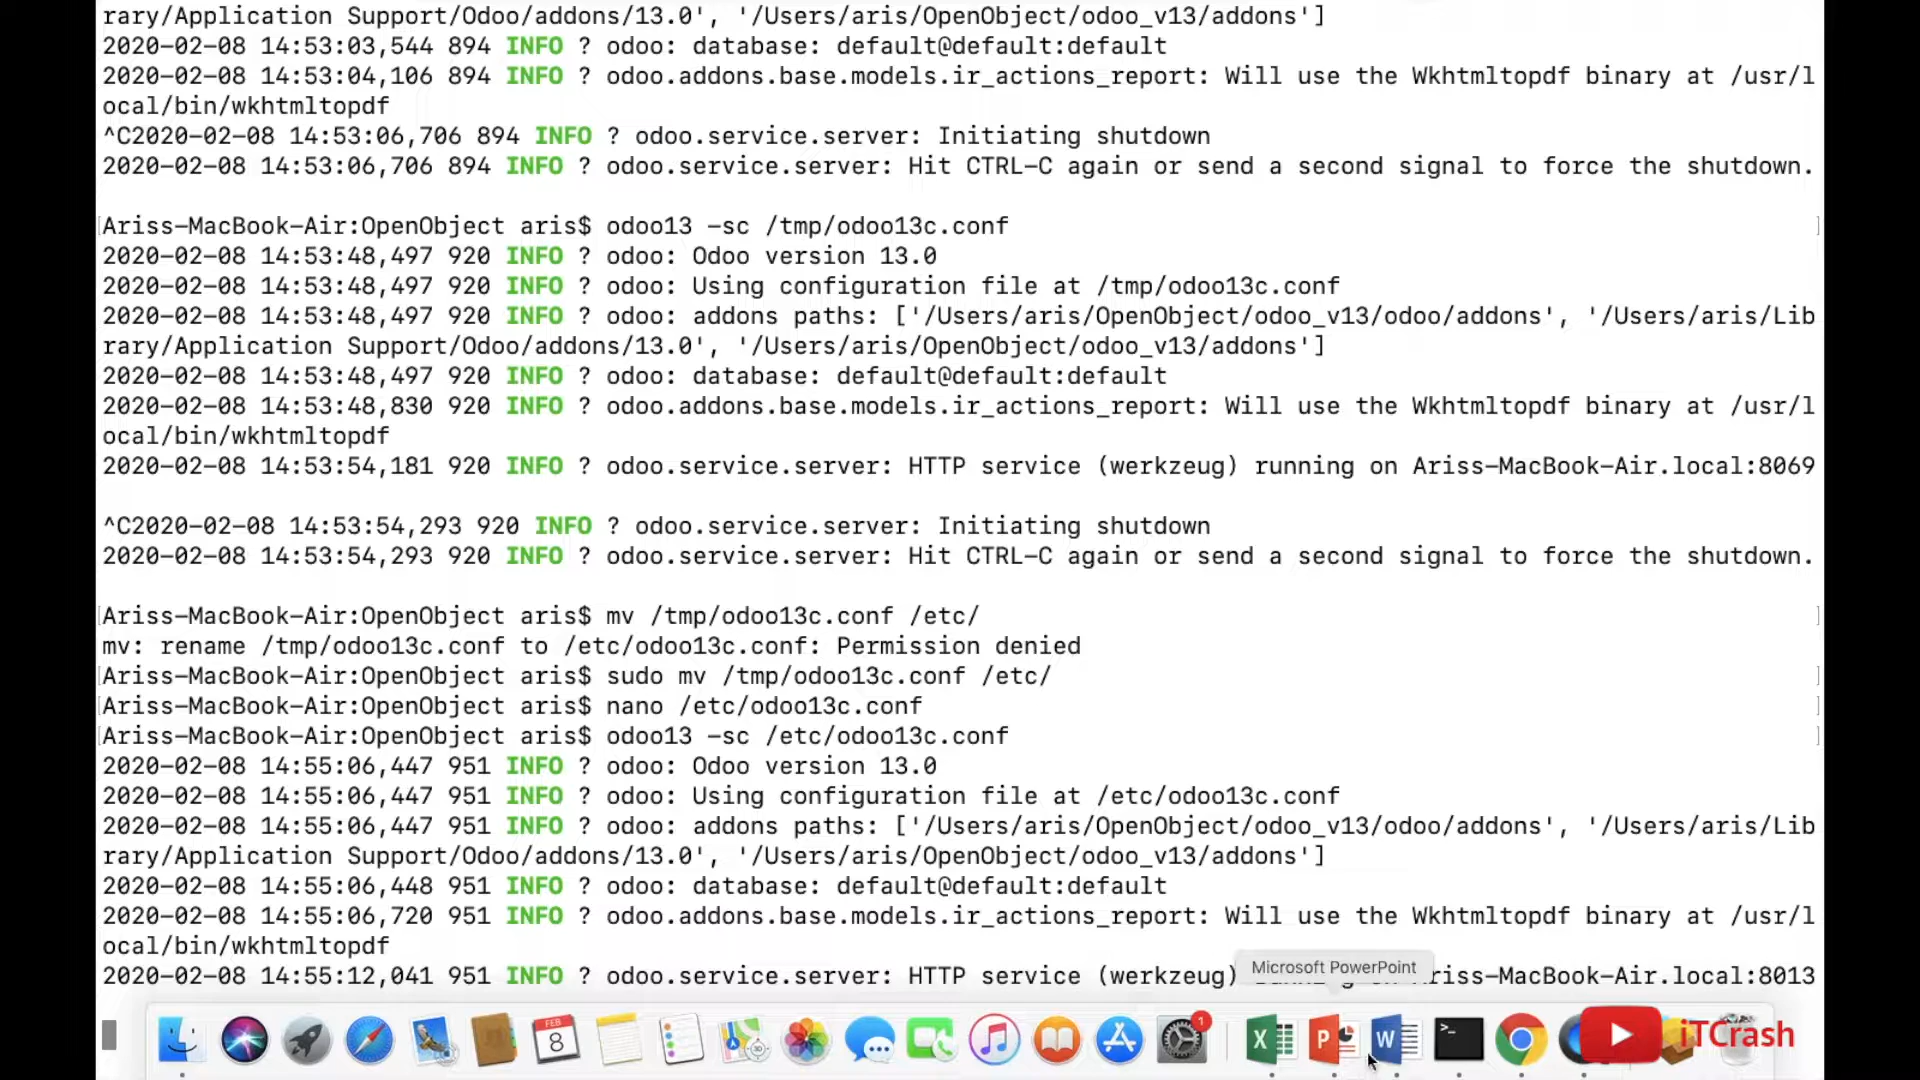 rary/Application Support/Odoo/addons/13.0', '/Users/aris/OpenObject/odoo_v13/addons']
2020-02-08 14:53:03,544 894 INFO ? odoo: database: default@default:default
2020-02-08 14:53:04,106 894 INFO ? odoo.addons.base.models.ir_actions_report: Will use the Wkhtmltopdf binary at /usr/l
ocal/bin/wkhtmltopdf
^C2020-02-08 14:53:06,706 894 INFO ? odoo.service.server: Initiating shutdown
2020-02-08 14:53:06,706 894 INFO ? odoo.service.server: Hit CTRL-C again or send a second signal to force the shutdown.
[Ariss-MacBook-Air:OpenObject aris$ odoo13 -sc /tmp/odoo13c.conf ]
2020-02-08 14:53:48,497 920 INFO ? odoo: Odoo version 13.0
2020-02-08 14:53:48,497 920 INFO ? odoo: Using configuration file at /tmp/odoo13c.conf
2020-02-08 14:53:48,497 920 INFO ? odoo: addons paths: ['/Users/aris/OpenObject/odoo_v13/odoo/addons', '/Users/aris/Lib
rary/Application Support/Odoo/addons/13.0', '/Users/aris/OpenObject/odoo_v13/addons']
2020-02-08 14:53:48,497 920 INFO ? odoo: database: default@default:default
2020-02-08 14:53:48,830 920 INFO ? odoo.addons.base.models.ir_actions_report: Will use the Wkhtmltopdf binary at /usr/l
ocal/bin/wkhtmltopdf
2020-02-08 14:53:54,181 920 INFO ? odoo.service.server: HTTP service (werkzeug) running on Ariss-MacBook-Air.local:8069
^C2020-02-08 14:53:54,293 920 INFO ? odoo.service.server: Initiating shutdown
2020-02-08 14:53:54,293 920 INFO ? odoo.service.server: Hit CTRL-C again or send a second signal to force the shutdown.
[Ariss-MacBook-Air:OpenObject aris$ mv /tmp/odoo13c.conf /etc/ ]
mv: rename /tmp/odoo13c.conf to /etc/odoo13c.conf: Permission denied
[Ariss-MacBook-Air:OpenObject aris$ sudo mv /tmp/odoo13c.conf /etc/ ]
[Ariss-MacBook-Air:OpenObject aris$ nano /etc/odoo13c.conf ]
[Ariss-MacBook-Air:OpenObject aris$ odoo13 -sc /etc/odoo13c.conf ]
2020-02-08 14:55:06,447 951 INFO ? odoo: Odoo version 13.0
2020-02-08 14:55:06,447 951 INFO ? odoo: Using configuration file at /etc/odoo13c.conf
2020-02-08 14:55:06,447 951 INFO ? odoo: addons paths: ['/Users/aris/OpenObject/odoo_v13/odoo/addons', '/Users/aris/Lib
rary/Application Support/Odoo/addons/13.0', '/Users/aris/OpenObject/odoo_v13/addons']
2020-02-08 14:55:06,448 951 INFO ? odoo: database: default@default:default
2020-02-08 14:55:06,720 951 INFO ? odoo.addons.base.models.ir_actions_report: Will use the Wkhtmltopdf binary at /usr/l
ocal/bin/wkhtmltopdf
Microsoft PowerPoint
2020-02-08 14:55:12,041 951 INFO ? odoo.service.server: HTTP service (werkzeug) Ariss-MacBook-Air.local:8013
FEB
8
1
X
P
W
>_
iTCrash